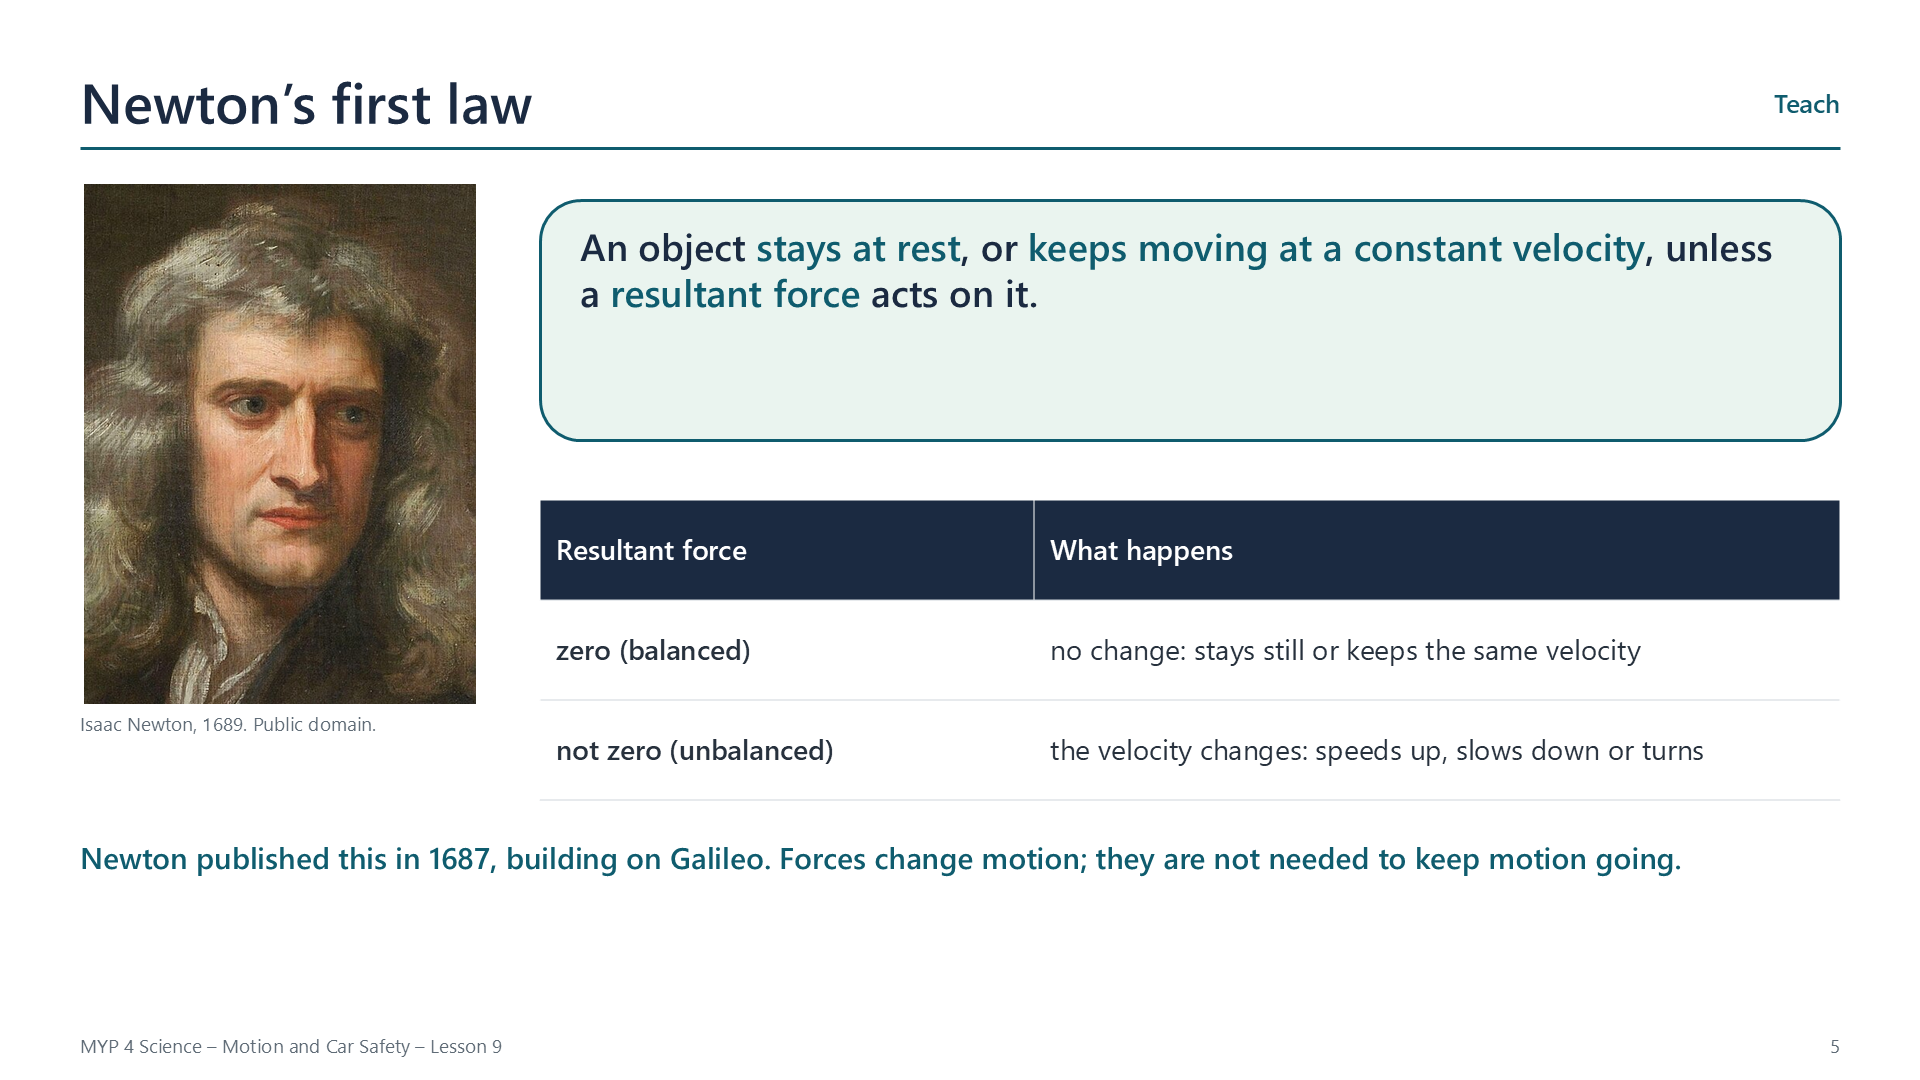 Newton’s first law
Teach
An object stays at rest, or keeps moving at a constant velocity, unless
a resultant force acts on it.
Resultant force
What happens
zero (balanced)
no change: stays still or keeps the same velocity
not zero (unbalanced)
the velocity changes: speeds up, slows down or turns
Isaac Newton, 1689. Public domain.
Newton published this in 1687, building on Galileo. Forces change motion; they are not needed to keep motion going.
MYP 4 Science – Motion and Car Safety – Lesson 9
5